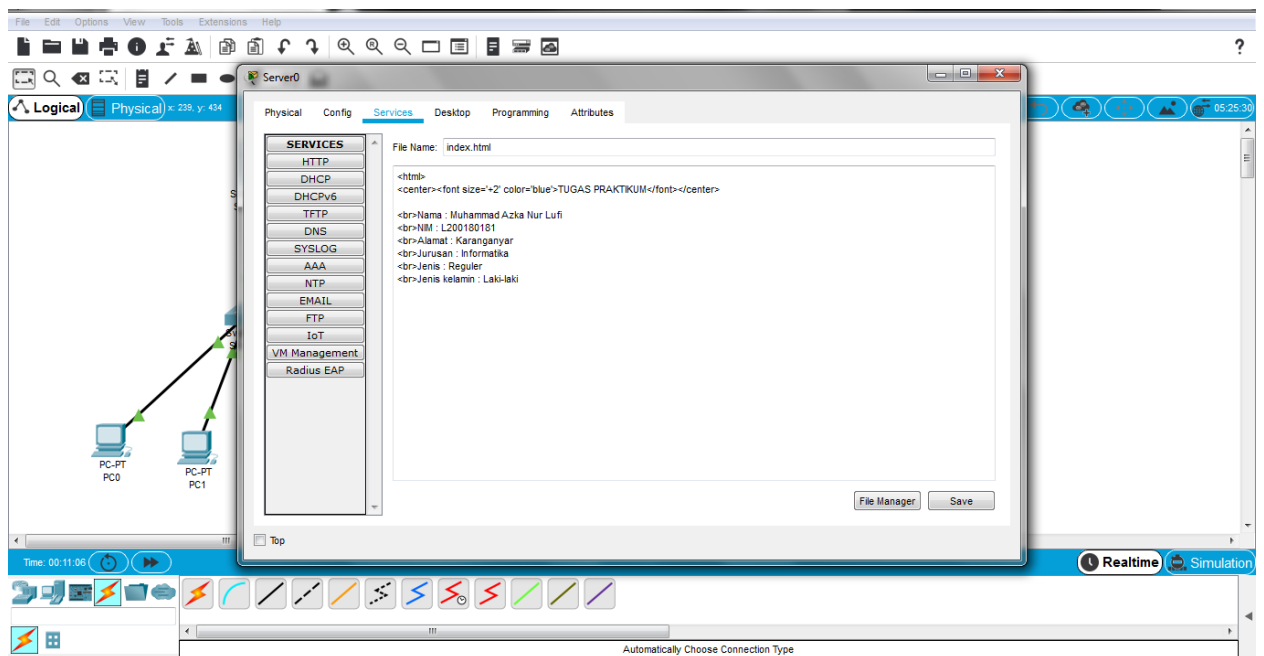 File Edit Options View Tools Extensions Help
?
Server0
Logical
Physical
x: 239, y: 434
05:25:30
Physical Config Services Desktop Programming Attributes
SERVICES
HTTP
DHCP
DHCPv6
TFTP
DNS
SYSLOG
AAA
NTP
EMAIL
FTP
IoT
VM Management
Radius EAP
File Name: index.html
<html>
<center><font size='+2' color='blue'>TUGAS PRAKTIKUM</font></center>
<br>Nama : Muhammad Azka Nur Lufi
<br>NIM : L200180181
<br>Alamat : Karanganyar
<br>Jurusan : Informatika
<br>Jenis : Reguler
<br>Jenis kelamin : Laki-laki
File Manager Save
Top
PC-PT
PC0
PC-PT
PC1
Time: 00:11:06
Realtime
Simulation
Automatically Choose Connection Type